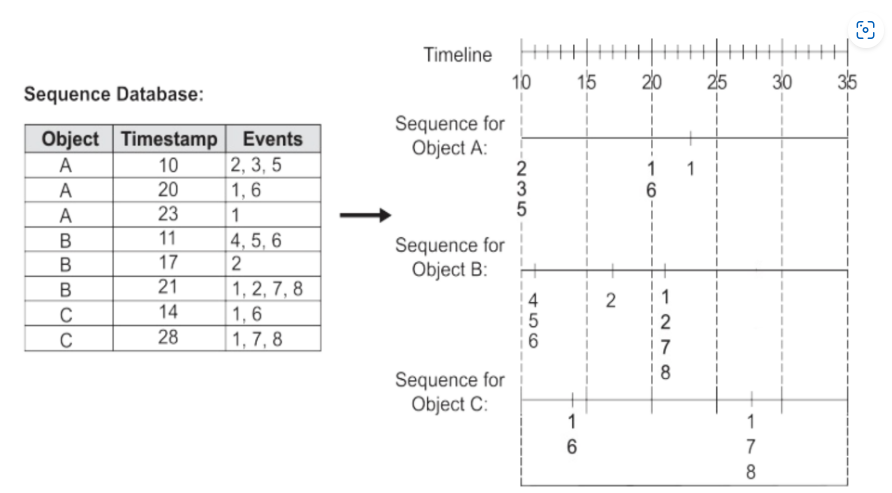 Sequence Database:
Object Timestamp Events
A 10 2, 3, 5
A 20 1, 6
A 23 1
B 11 4, 5, 6
B 17 2
B 21 1, 2, 7, 8
C 14 1, 6
C 28 1, 7, 8
Timeline
10 15 20 25 30 35
Sequence for
Object A:
2 1 1
3 6
5
Sequence for
Object B:
4 2 1
5 2
6 7
8
Sequence for
Object C:
1 1
6 7
8